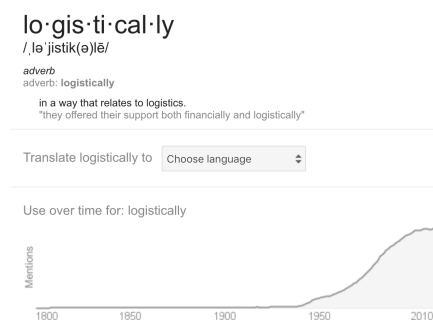 lo·gis·ti·cal·ly
/ˌləˈjistik(ə)lē/
adverb
adverb: logistically
in a way that relates to logistics.
"they offered their support both financially and logistically"
Translate logistically to Choose language
Use over time for: logistically
Mentions
1800 1850 1900 1950 2010